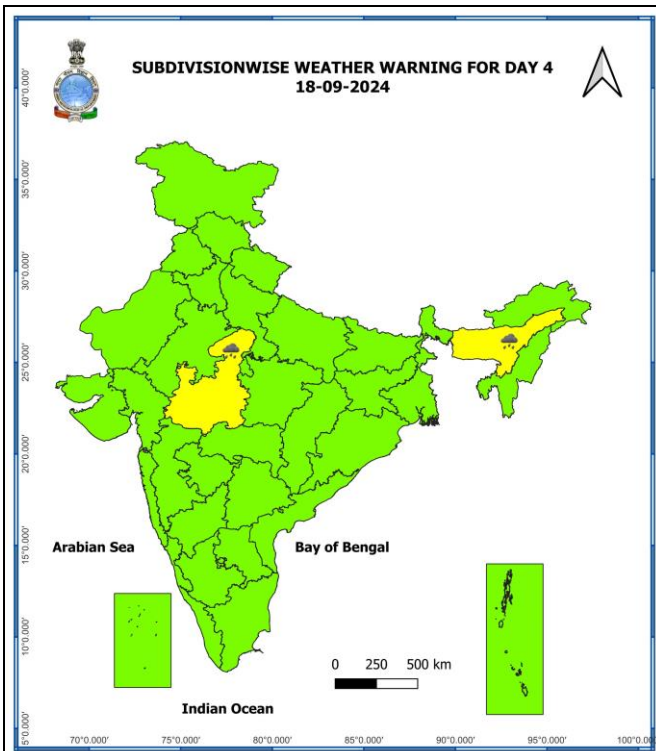 SUBDIVISIONWISE WEATHER WARNING FOR DAY 4
18-09-2024
40°0.000'
35°0.000'
30°0.000'
25°0.000'
20°0.000'
15°0.000'
10°0.000'
5°0.000'
Arabian Sea
Bay of Bengal
0 250 500 km
Indian Ocean
70°0.000' 75°0.000' 80°0.000' 85°0.000' 90°0.000' 95°0.000' 100°0.00